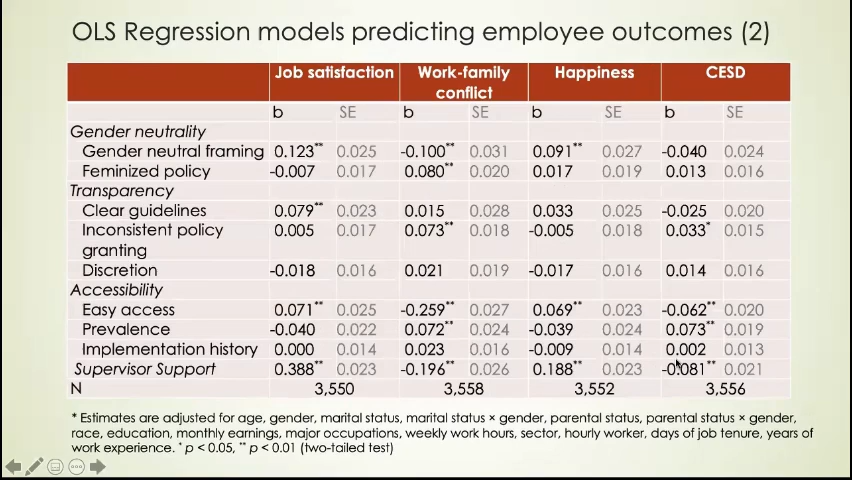 OLS Regression models predicting employee outcomes (2)
Job satisfaction Work-family conflict Happiness CESD
b SE b SE b SE b SE
Gender neutrality
Gender neutral framing 0.123** 0.025 -0.100** 0.031 0.091** 0.027 -0.040 0.024
Feminized policy -0.007 0.017 0.080** 0.020 0.017 0.019 0.013 0.016
Transparency
Clear guidelines 0.079** 0.023 0.015 0.028 0.033 0.025 -0.025 0.020
Inconsistent policy granting 0.005 0.017 0.073** 0.018 -0.005 0.018 0.033* 0.015
Discretion -0.018 0.016 0.021 0.019 -0.017 0.016 0.014 0.016
Accessibility
Easy access 0.071** 0.025 -0.259** 0.027 0.069** 0.023 -0.062** 0.020
Prevalence -0.040 0.022 0.072** 0.024 -0.039 0.024 0.073** 0.019
Implementation history 0.000 0.014 0.023 0.016 -0.009 0.014 0.002 0.013
Supervisor Support 0.388** 0.023 -0.196** 0.026 0.188** 0.023 -0.081** 0.021
N 3,550 3,558 3,552 3,556
* Estimates are adjusted for age, gender, marital status, marital status × gender, parental status, parental status × gender,
race, education, monthly earnings, major occupations, weekly work hours, sector, hourly worker, days of job tenure, years of
work experience. * p < 0.05, ** p < 0.01 (two-tailed test)